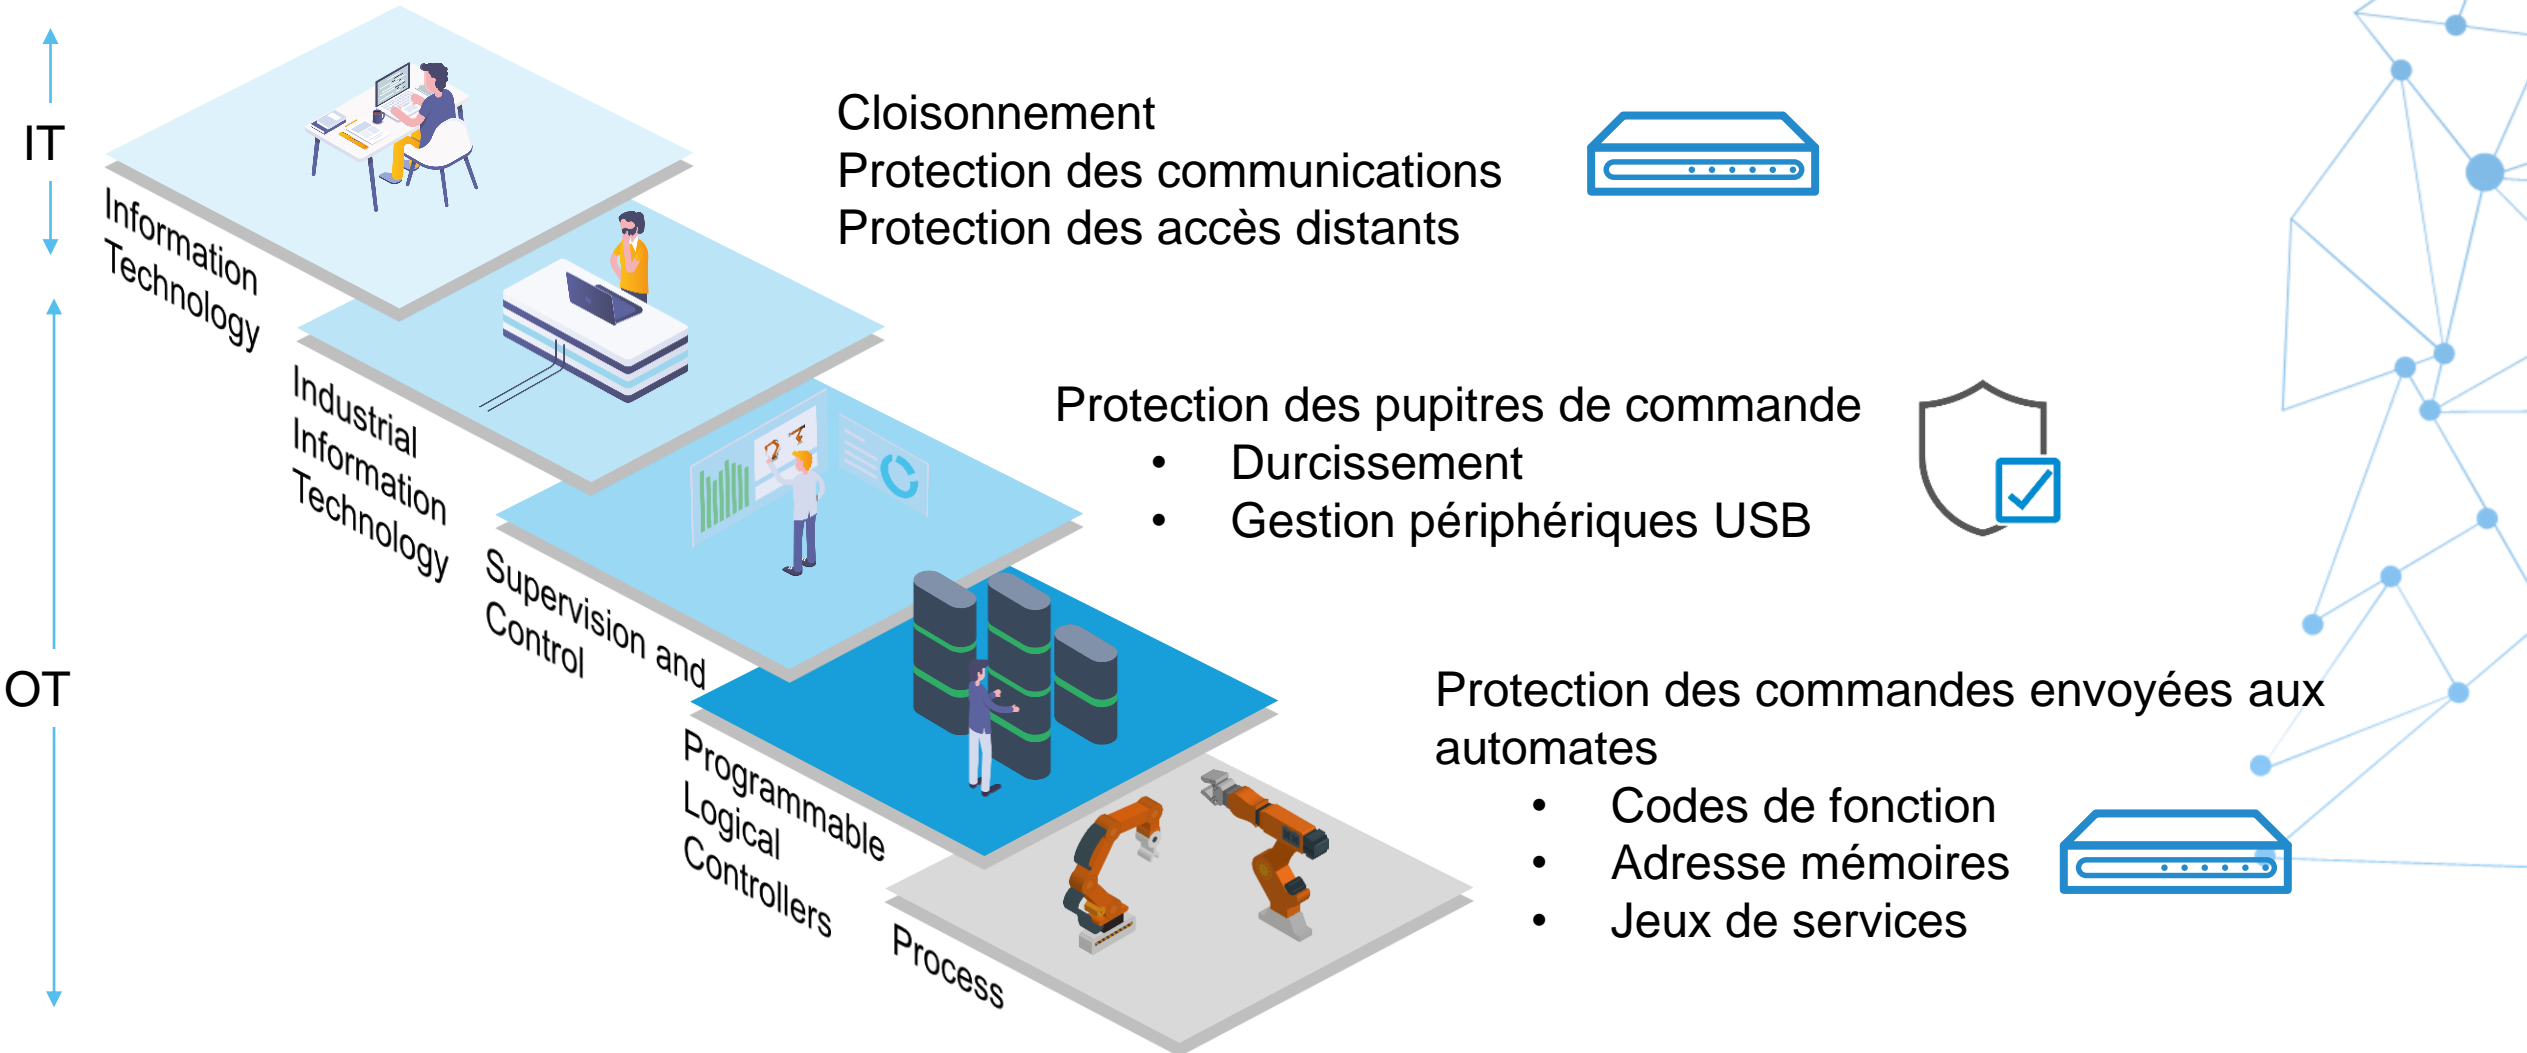 IT
Information
Technology
Cloisonnement
Protection des communications
Protection des accès distants
Industrial
Information
Technology
Protection des pupitres de commande
• Durcissement
• Gestion périphériques USB
Supervision and
Control
OT
Programmable
Logical
Controllers
Protection des commandes envoyées aux
automates
• Codes de fonction
• Adresse mémoires
• Jeux de services
Process